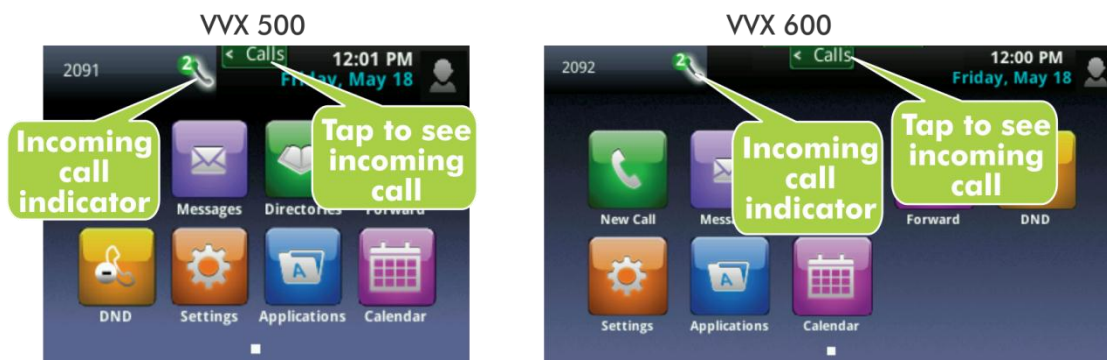 VVX 500
VVX 600
2091
2
< Calls
12:01 PM
Friday, May 18
Incoming
call
indicator
Tap to see
incoming
call
Messages
Directories
Forward
DND
Settings
Applications
Calendar
2092
2
< Calls
12:00 PM
Friday, May 18
Incoming
call
indicator
Tap to see
incoming
call
New Call
Mess
Forward
DND
Settings
Applications
Calendar